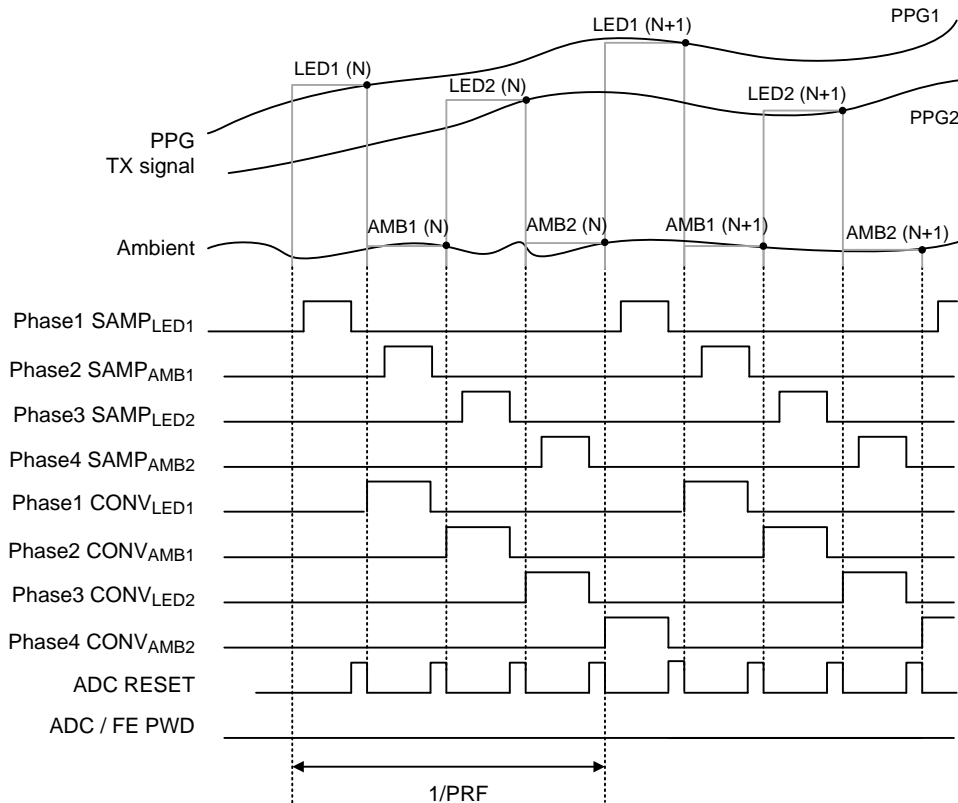 LED1 (N+1)
PPG1
LED1 (N)
LED2 (N)
LED2 (N+1)
PPG2
PPG
TX signal
AMB1 (N)
AMB2 (N)
AMB1 (N+1)
AMB2 (N+1)
Ambient
Phase1 SAMPLED1
Phase2 SAMPAMB1
Phase3 SAMPLED2
Phase4 SAMPAMB2
Phase1 CONVLED1
Phase2 CONVAMB1
Phase3 CONVLED2
Phase4 CONVAMB2
ADC RESET
ADC / FE PWD
1/PRF